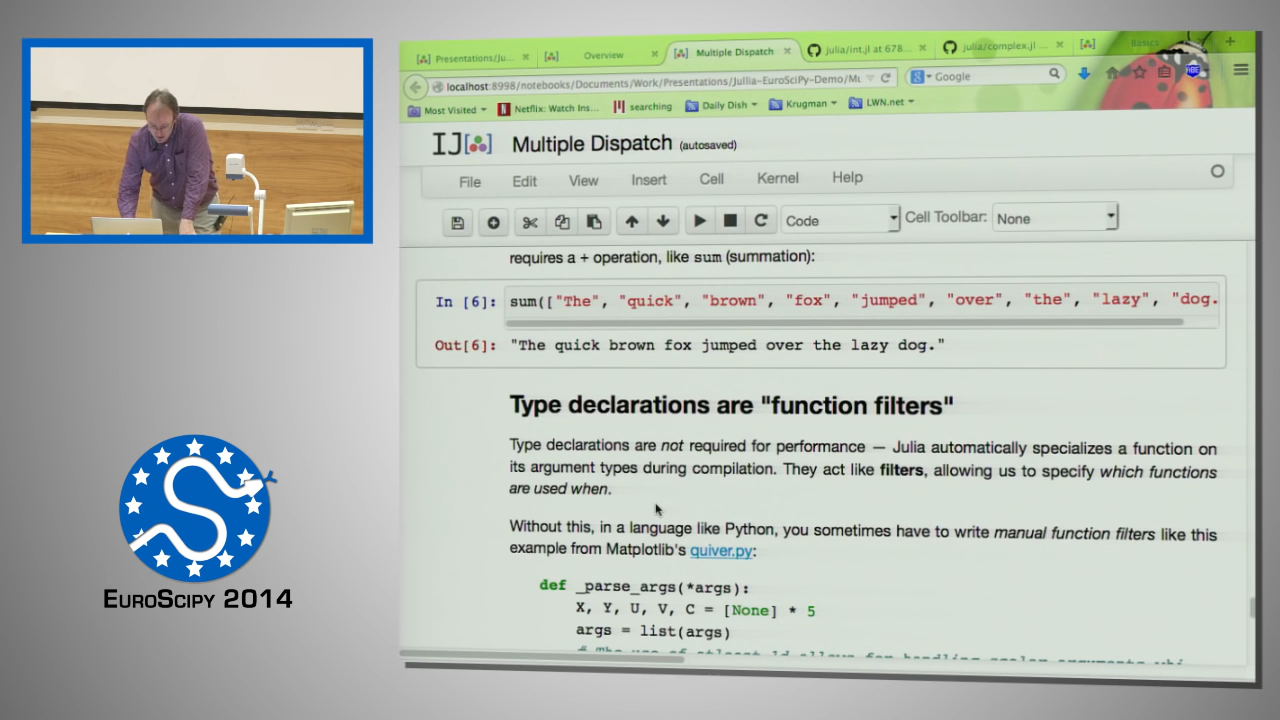 Presentations/Ju...
Overview
Multiple Dispatch
julia/int.jl at 678...
julia/complex.jl ...
Basics
localhost:8998/notebooks/Documents/Work/Presentations/Jullia-EuroSciPy-Demo/Mu
Google
Most Visited
Netflix: Watch Ins...
searching
Daily Dish
Krugman
LWN.net
IJ
Multiple Dispatch (autosaved)
File Edit View Insert Cell Kernel Help
Code
Cell Toolbar: None
requires a + operation, like sum (summation):
In [6]: sum(["The", "quick", "brown", "fox", "jumped", "over", "the", "lazy", "dog.
Out[6]: "The quick brown fox jumped over the lazy dog."
Type declarations are "function filters"
Type declarations are not required for performance — Julia automatically specializes a function on
its argument types during compilation. They act like filters, allowing us to specify which functions
are used when.
Without this, in a language like Python, you sometimes have to write manual function filters like this
example from Matplotlib's quiver.py:
def _parse_args(*args):
X, Y, U, V, C = [None] * 5
args = list(args)
EuroScipy 2014